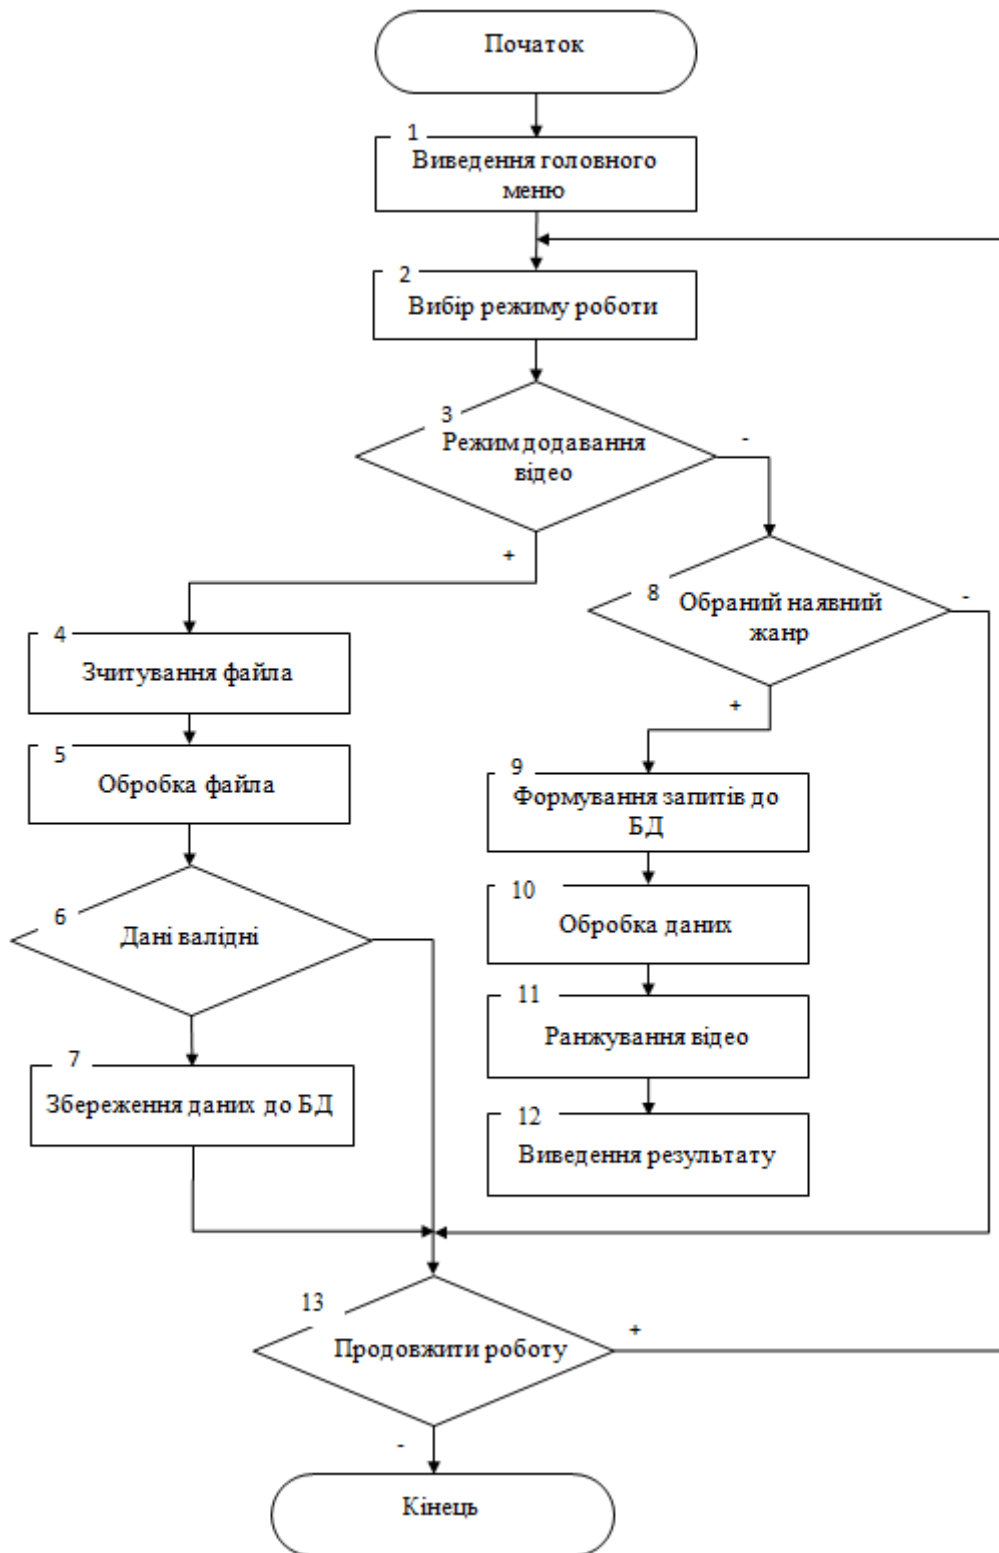 Початок
1
Виведення головного
меню
2
Вибір режиму роботи
3
Режим додавання
відео
-
+
8
Обраний наявний
жанр
-
+
4
Зчитування файла
5
Обробка файла
9
Формування запитів до
БД
10
Обробка даних
6
Дані валідні
11
Ранжування відео
7
Збереження даних до БД
12
Виведення результату
13
Продовжити роботу
+
-
Кінець